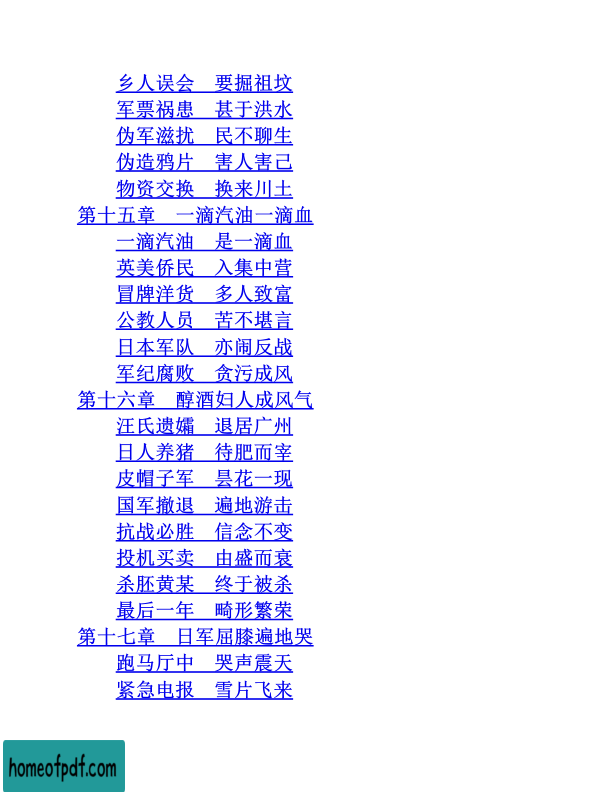 乡人误会　要掘祖坟
军票祸患　甚于洪水
伪军滋扰　民不聊生
伪造鸦片　害人害己
物资交换　换来川土
第十五章　一滴汽油一滴血
一滴汽油　是一滴血
英美侨民　入集中营
冒牌洋货　多人致富
公教人员　苦不堪言
日本军队　亦闹反战
军纪腐败　贪污成风
第十六章　醇酒妇人成风气
汪氏遗孀　退居广州
日人养猪　待肥而宰
皮帽子军　昙花一现
国军撤退　遍地游击
抗战必胜　信念不变
投机买卖　由盛而衰
杀胚黄某　终于被杀
最后一年　畸形繁荣
第十七章　日军屈膝遍地哭
跑马厅中　哭声震天
紧急电报　雪片飞来
homeofpdf.com